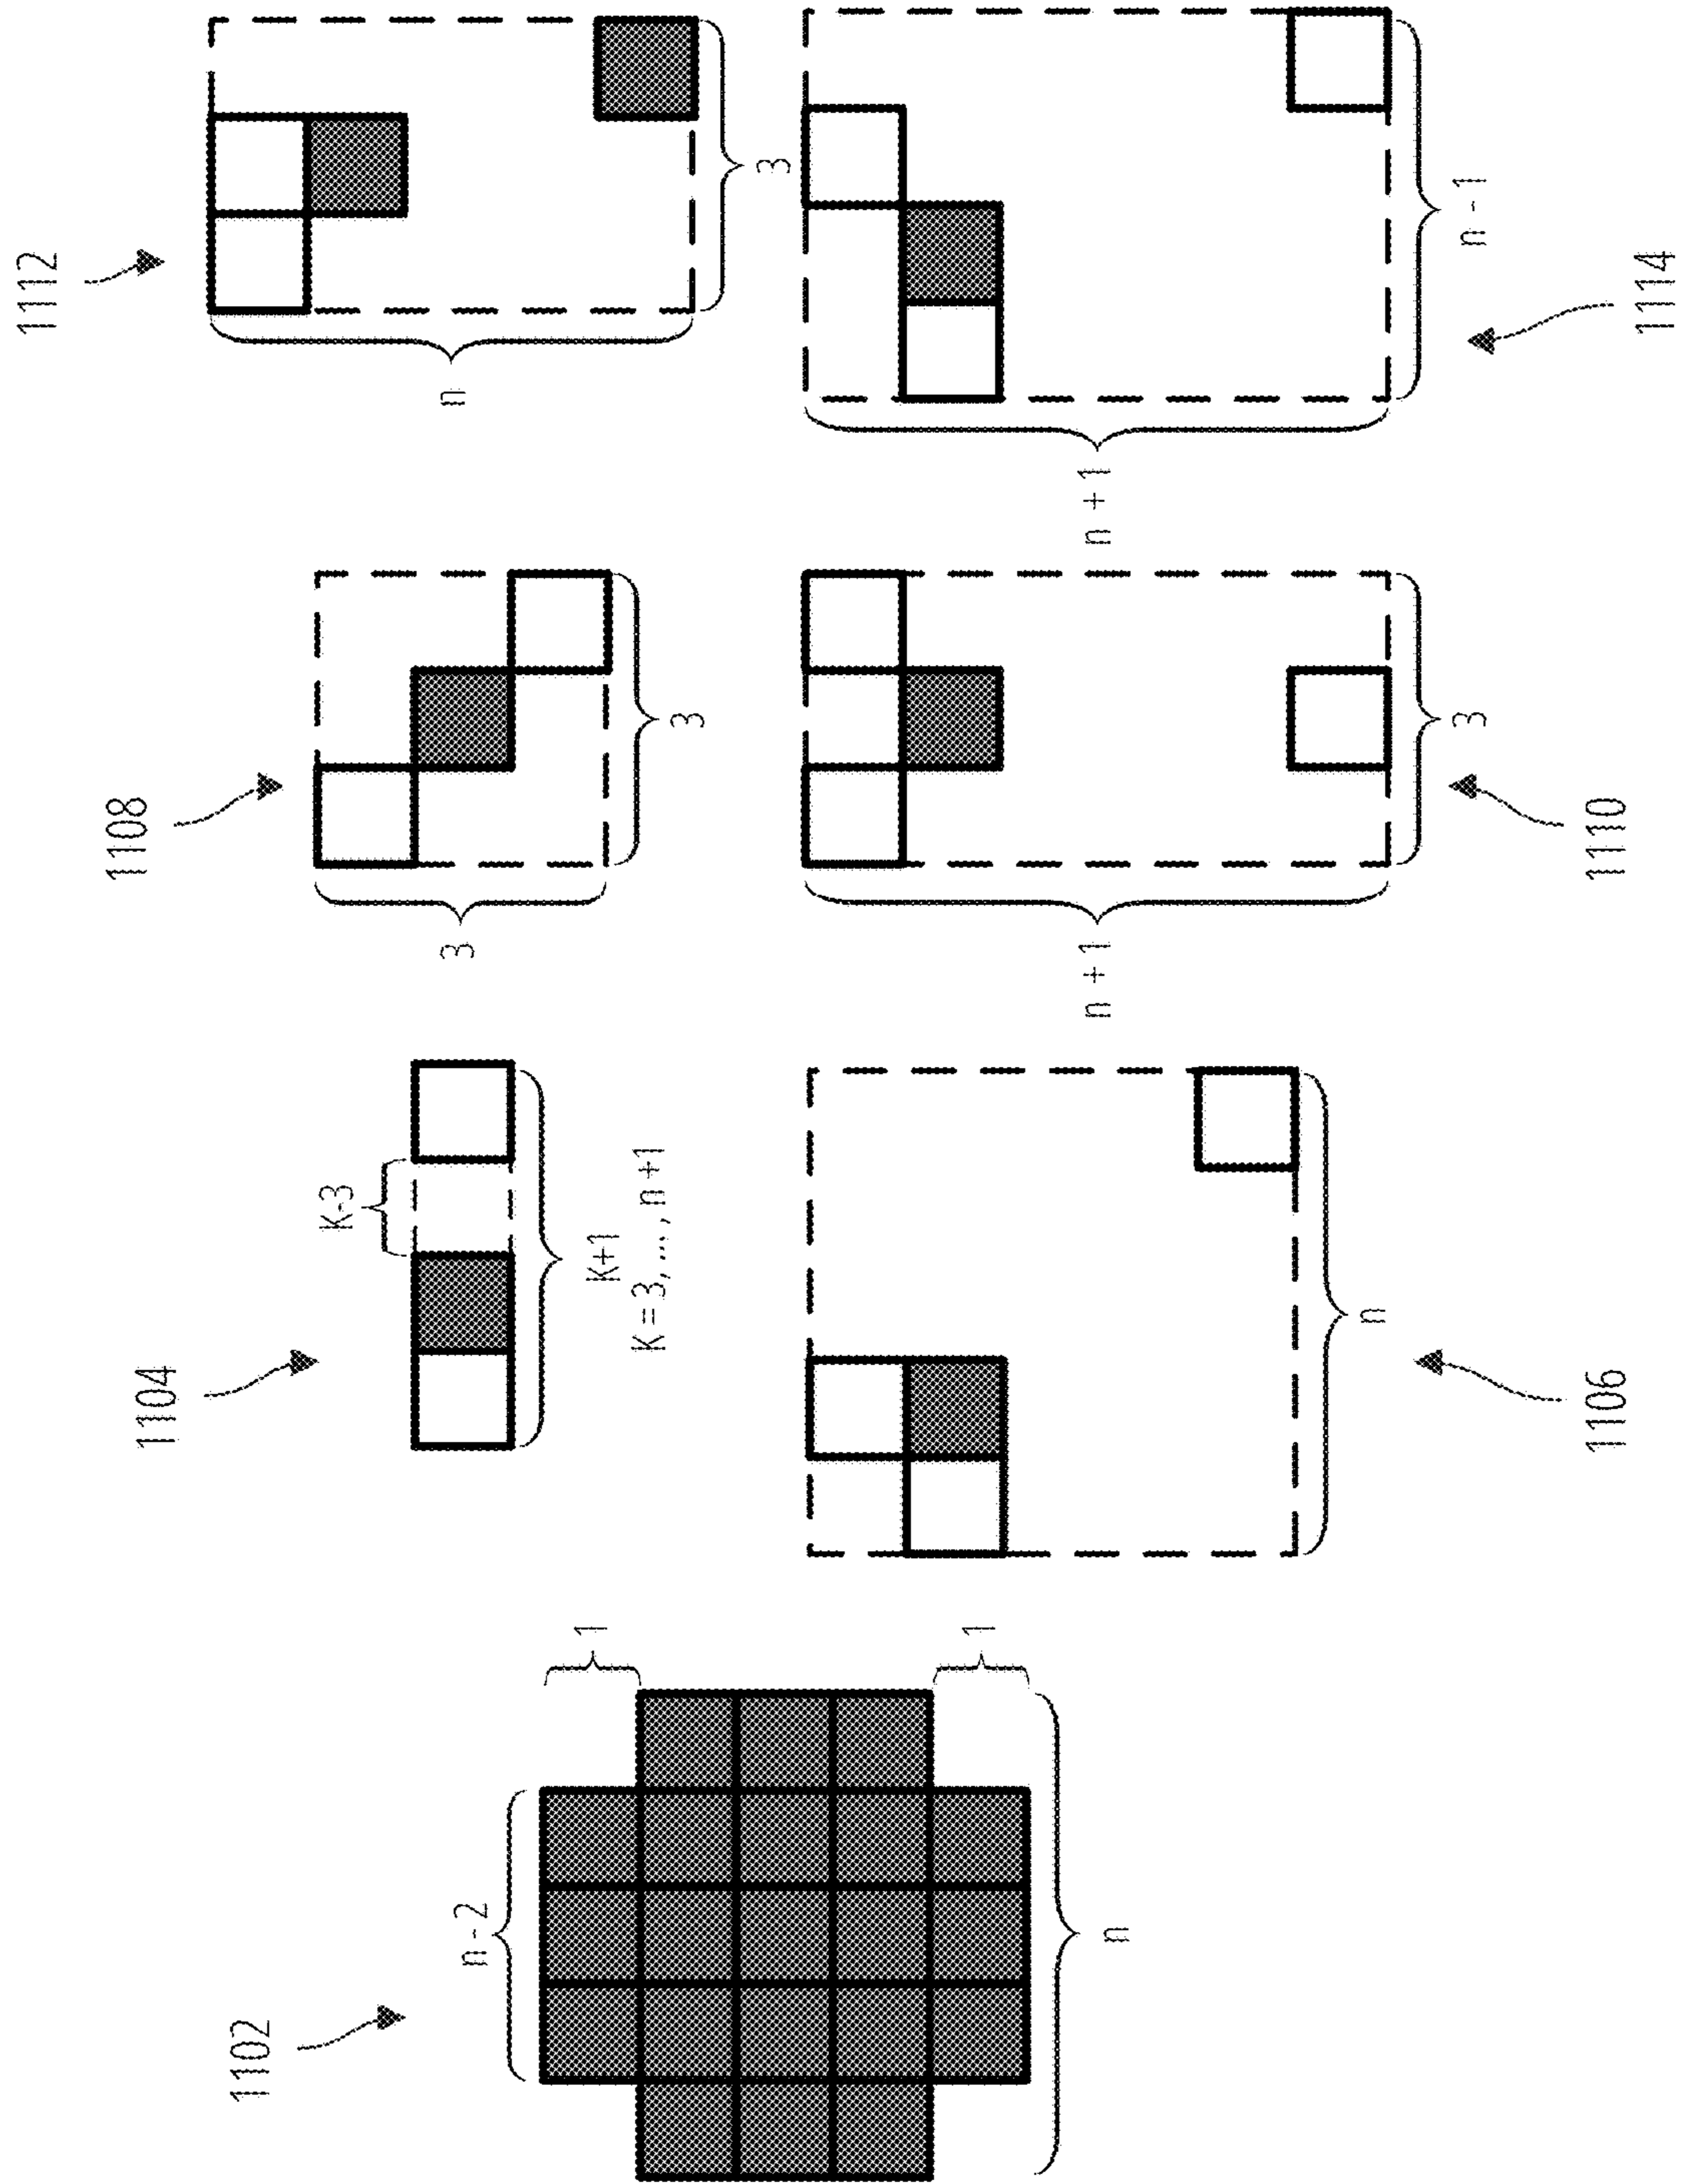 1102
n - 2
1
1
n
1104
K-3
K+1
K = 3, ... , n+1
1106
n
1108
3
3
1110
n + 1
3
1112
n
3
1114
n + 1
n - 1